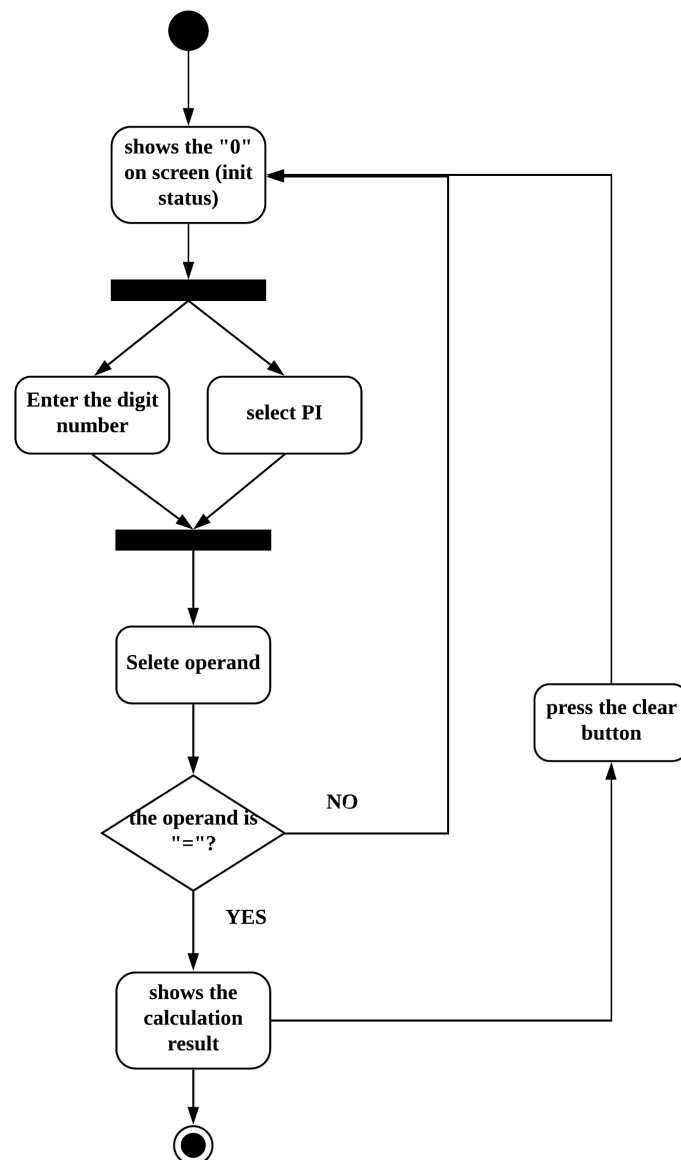 shows the "0"
on screen (init
status)
Enter the digit
number
select PI
Selete operand
press the clear
button
the operand is
"="?
NO
YES
shows the
calculation
result